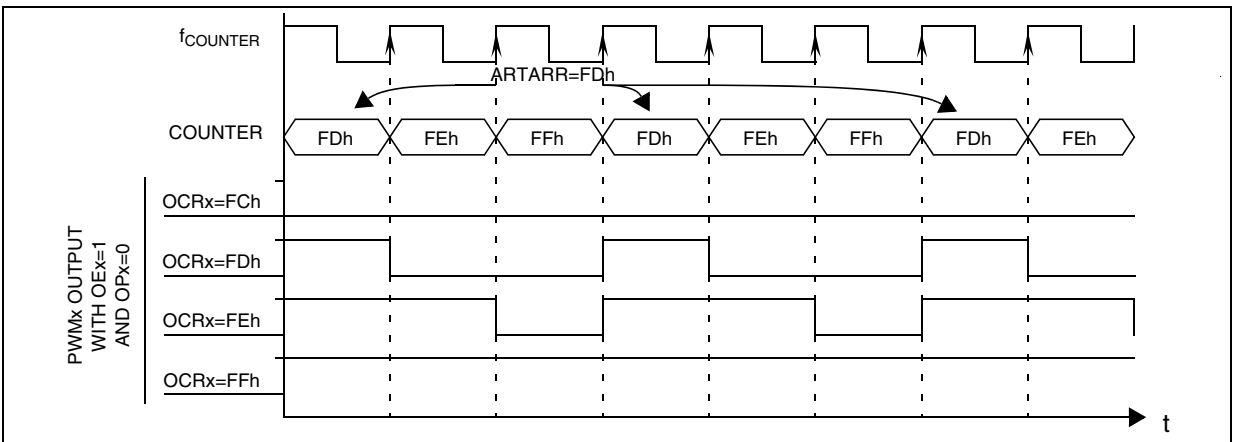 fCOUNTER
ARTARR=FDh
COUNTER
FDh FEh FFh FDh FEh FFh FDh FEh
OCRx=FCh
OCRx=FDh
OCRx=FEh
OCRx=FFh
PWMx OUTPUT
WITH OEx=1
AND OPx=0
t